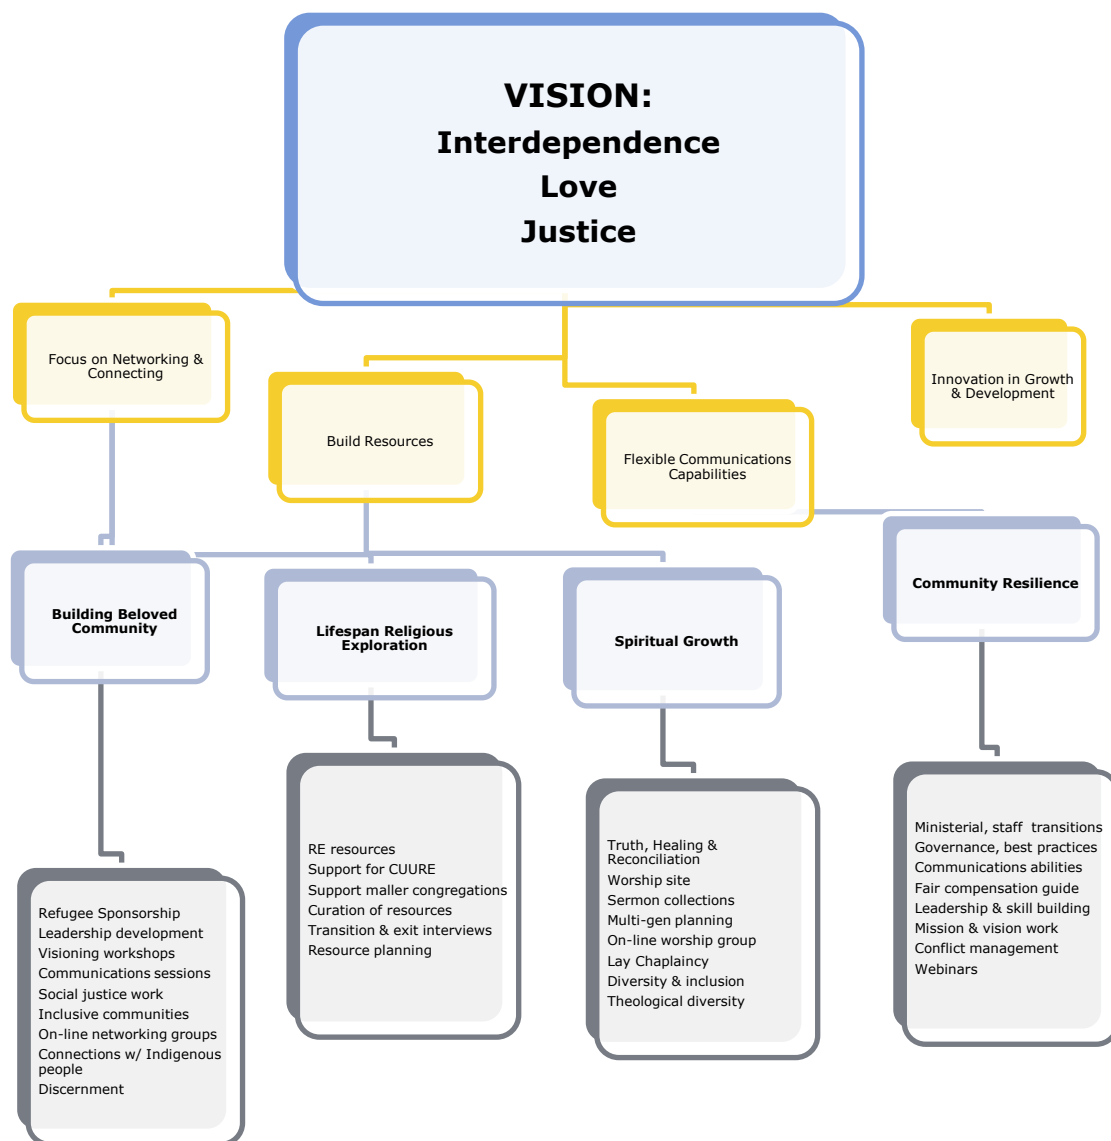 VISION:
Interdependence
Love
Justice
Focus on Networking &
Connecting
Build Resources
Flexible Communications
Capabilities
Innovation in Growth
& Development
Building Beloved
Community
Lifespan Religious
Exploration
Spiritual Growth
Community Resilience
Refugee Sponsorship
Leadership development
Visioning workshops
Communications sessions
Social justice work
Inclusive communities
On-line networking groups
Connections w/ Indigenous
people
Discernment
RE resources
Support for CUURE
Support maller congregations
Curation of resources
Transition & exit interviews
Resource planning
Truth, Healing &
Reconciliation
Worship site
Sermon collections
Multi-gen planning
On-line worship group
Lay Chaplaincy
Diversity & inclusion
Theological diversity
Ministerial, staff  transitions
Governance, best practices
Communications abilities
Fair compensation guide
Leadership & skill building
Mission & vision work
Conflict management
Webinars